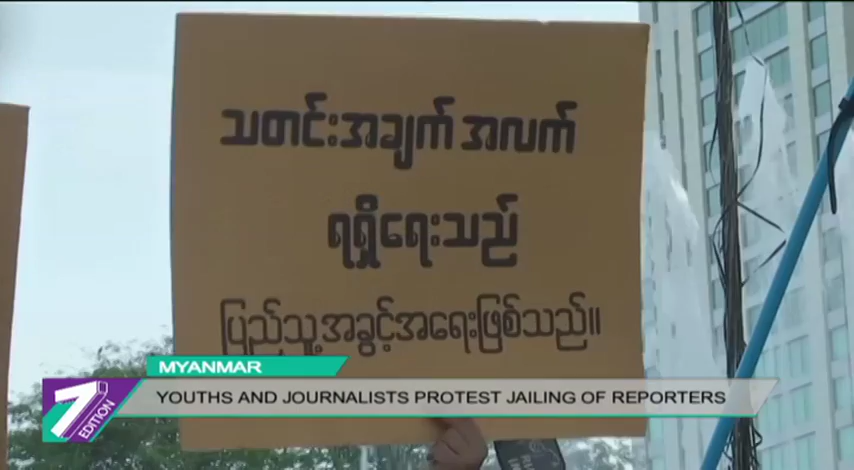 သတင်းအချက် အလက်
ရရှိရေးသည်
ပြည်သူ့အခွင့်အရေးဖြစ်သည်။
MYANMAR
YOUTHS AND JOURNALISTS PROTEST JAILING OF REPORTERS
7
EDITION